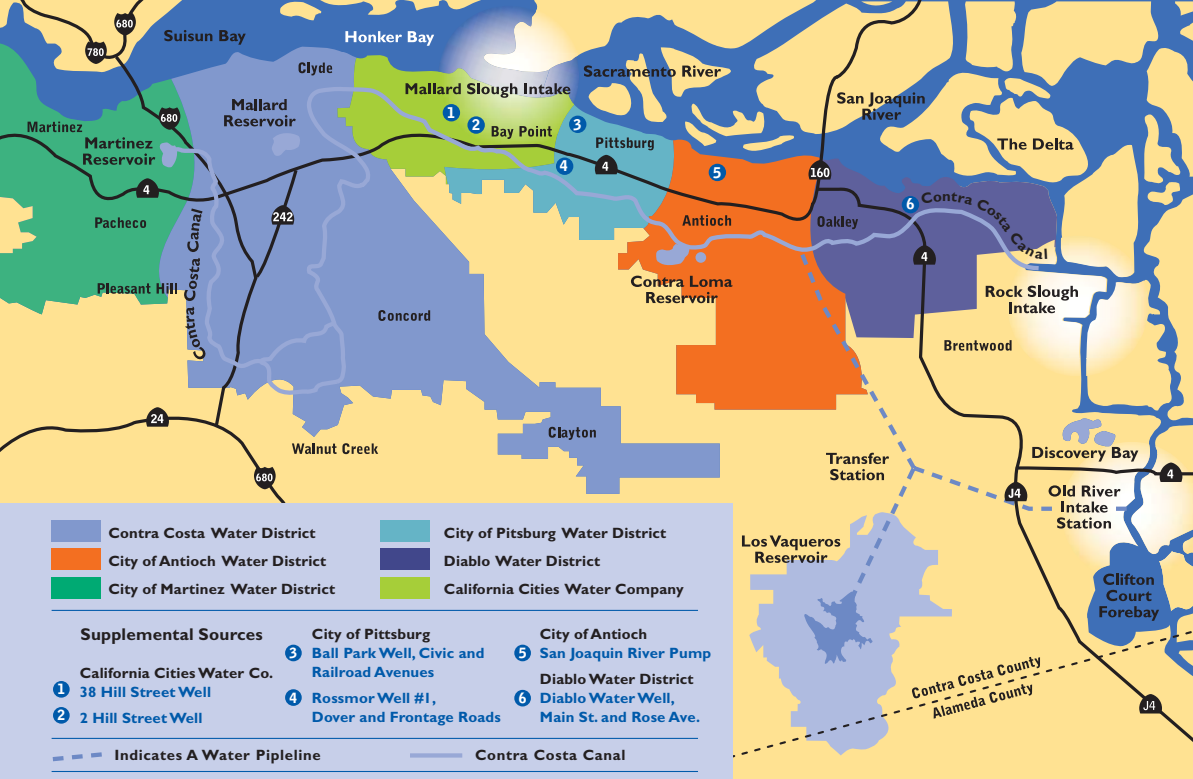 680
780
Suisun Bay
Honker Bay
Clyde
Sacramento River
Mallard Slough Intake
San Joaquin
River
Mallard
Reservoir
680
Martinez
Martinez
Reservoir
1
2
Bay Point
3
Pittsburg
The Delta
4
4
5
160
4
242
Pacheco
Contra Costa Canal
Antioch
Oakley
6
Contra Costa Canal
4
Pleasant Hill
Contra Loma
Reservoir
Rock Slough
Intake
Concord
Brentwood
24
Walnut Creek
Clayton
680
Transfer
Station
Discovery Bay
4
J4
Old River
Intake
Station
Los Vaqueros
Reservoir
Clifton
Court
Forebay
Contra Costa County
Alameda County
J4
Contra Costa Water District
City of Antioch Water District
City of Martinez Water District
City of Pitsburg Water District
Diablo Water District
California Cities Water Company
Supplemental Sources
California Cities Water Co.
1 38 Hill Street Well
2 2 Hill Street Well
City of Pittsburg
3 Ball Park Well, Civic and
Railroad Avenues
4 Rossmor Well #1,
Dover and Frontage Roads
City of Antioch
5 San Joaquin River Pump
Diablo Water District
6 Diablo Water Well,
Main St. and Rose Ave.
Indicates A Water Pipleline
Contra Costa Canal